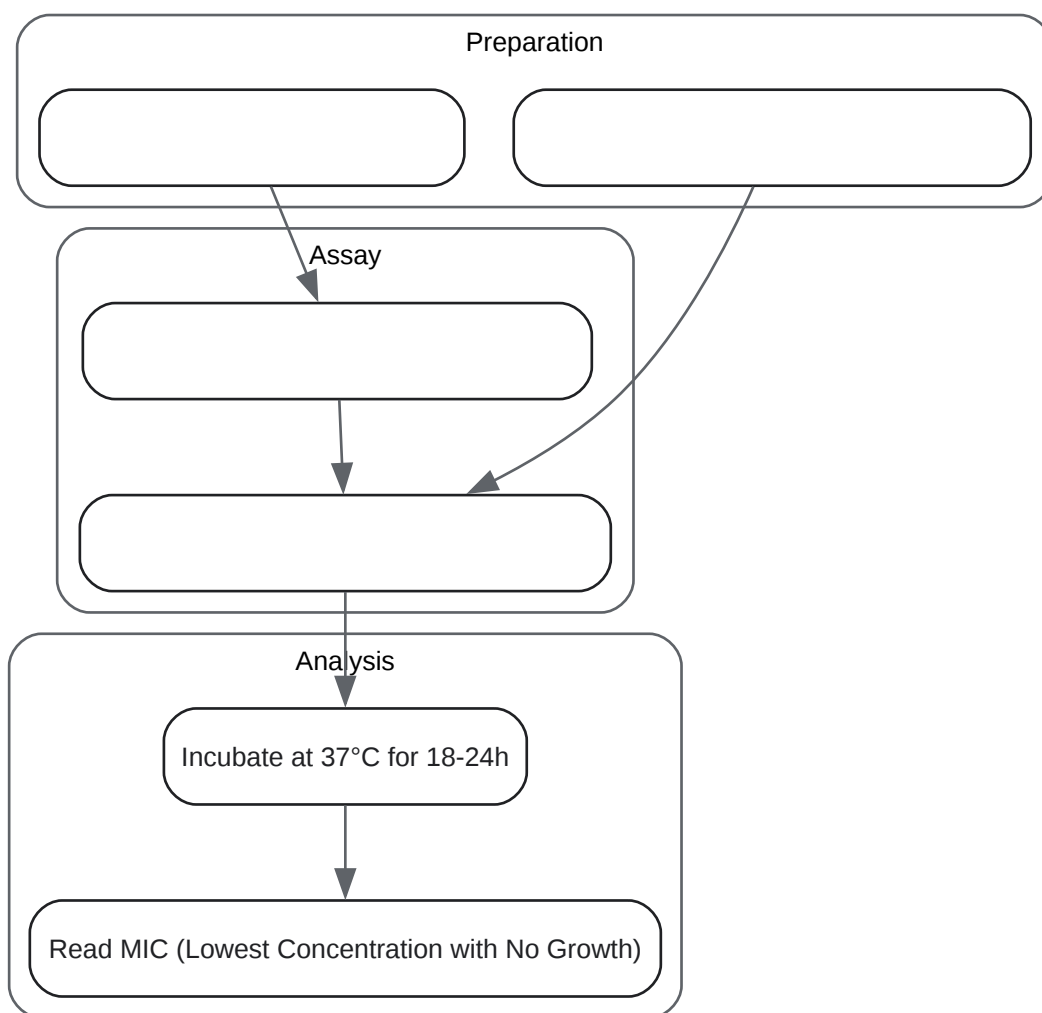 Preparation
Assay
Analysis
Incubate at 37°C for 18-24h
Read MIC (Lowest Concentration with No Growth)